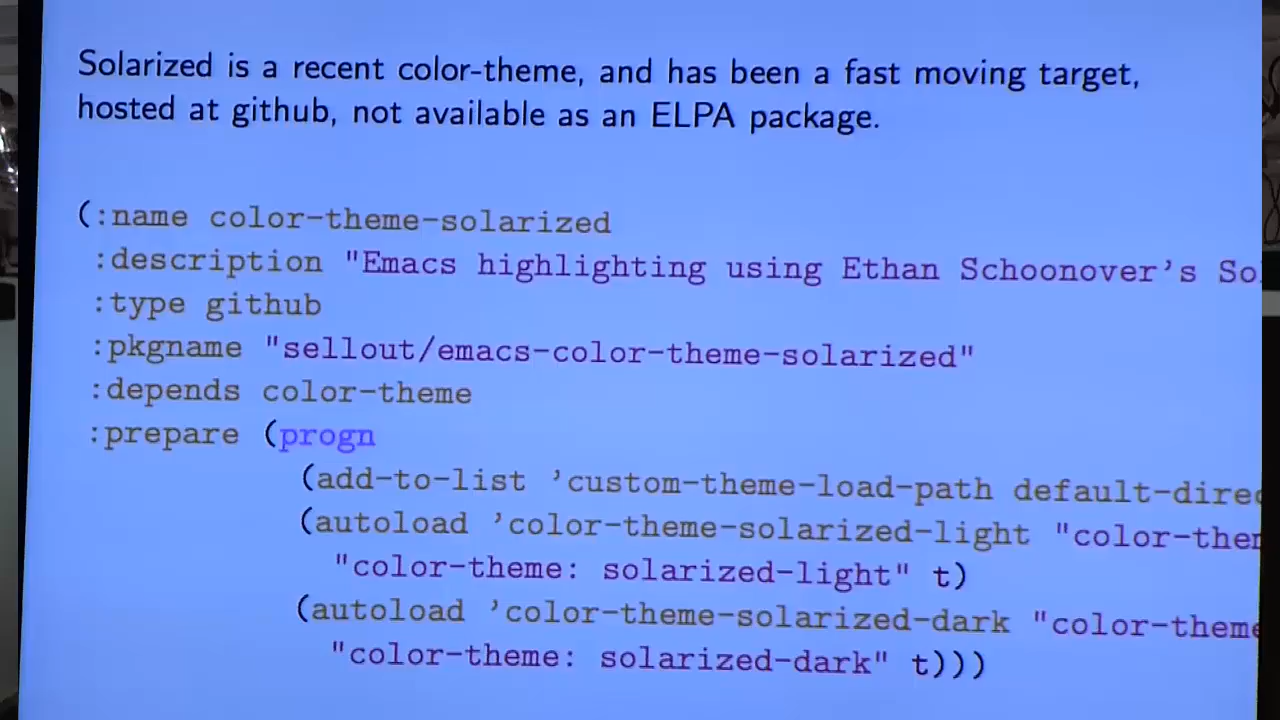 Solarized is a recent color-theme, and has been a fast moving target,
hosted at github, not available as an ELPA package.
(:name color-theme-solarized
:description "Emacs highlighting using Ethan Schoonover's So
:type github
:pkgname "sellout/emacs-color-theme-solarized"
:depends color-theme
:prepare (progn
(add-to-list 'custom-theme-load-path default-direc
(autoload 'color-theme-solarized-light "color-them
"color-theme: solarized-light" t)
(autoload 'color-theme-solarized-dark "color-theme
"color-theme: solarized-dark" t)))